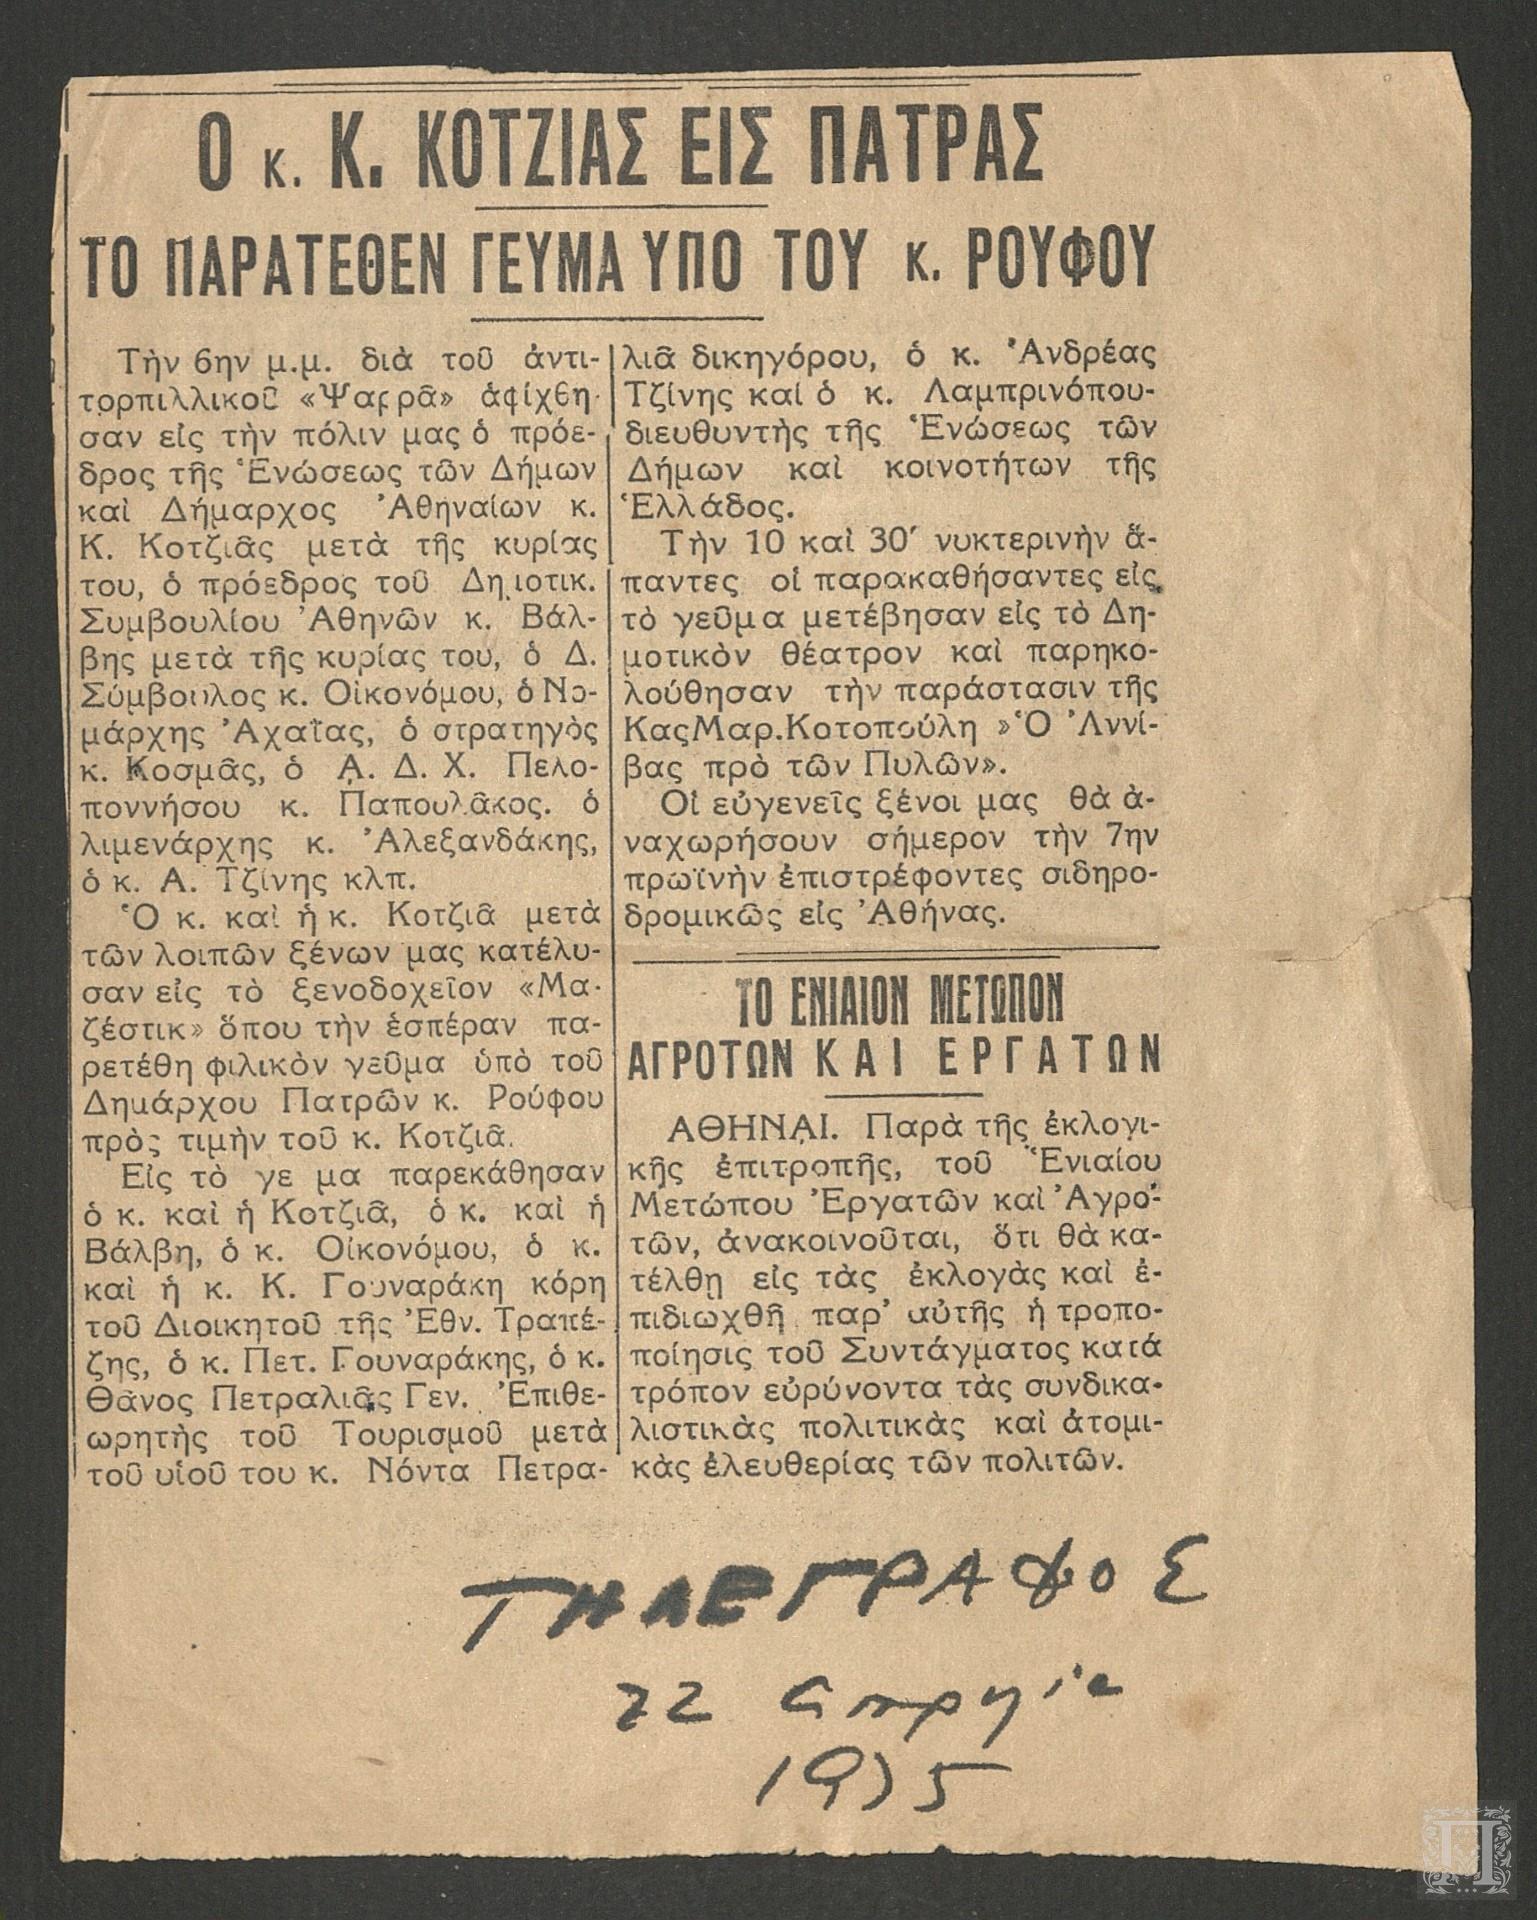 Ο κ. Κ. ΚΟΤΖΙΑΣ ΕΙΣ ΠΑΤΡΑΣ
ΤΟ ΠΑΡΑΤΕΘΕΝ ΓΕΥΜΑ ΥΠΟ ΤΟΥ κ. ΡΟΥΦΟΥ
Τὴν 6ην μ.μ. διὰ τοῦ ἀντι-
τορπιλλικοῦ «Ψαρρᾶ» ἀφίχθη-
σαν εἰς τὴν πόλιν μας ὁ πρόε-
δρος τῆς Ἑνώσεως τῶν Δήμων
καὶ Δήμαρχος Ἀθηναίων κ.
Κ. Κοτζιᾶς μετὰ τῆς κυρίας
του, ὁ πρόεδρος τοῦ Δημοτικ.
Συμβουλίου Ἀθηνῶν κ. Βάλ-
βης μετὰ τῆς κυρίας του, ὁ Δ.
Σύμβουλος κ. Οἰκονόμου, ὁ Νο-
μάρχης Ἀχαΐας, ὁ στρατηγὸς
κ. Κοσμᾶς, ὁ Α. Δ. Χ. Πελο-
ποννήσου κ. Παπουλᾶκος. ὁ
λιμενάρχης κ. Ἀλεξανδάκης,
ὁ κ. Α. Τζίνης κλπ.
Ὁ κ. καὶ ἡ κ. Κοτζιᾶ μετὰ
τῶν λοιπῶν ξένων μας κατέλυ-
σαν εἰς τὸ ξενοδοχεῖον «Μα-
ζέστικ» ὅπου τὴν ἑσπέραν πα-
ρετέθη φιλικὸν γεῦμα ὑπὸ τοῦ
Δημάρχου Πατρῶν κ. Ρούφου
πρὸς τιμὴν τοῦ κ. Κοτζιᾶ.
Εἰς τὸ γε μα παρεκάθησαν
ὁ κ. καὶ ἡ Κοτζιᾶ, ὁ κ. καὶ ἡ
Βάλβη, ὁ κ. Οἰκονόμου, ὁ κ.
καὶ ἡ κ. Κ. Γουναράκη κόρη
τοῦ Διοικητοῦ τῆς Ἐθν. Τραπέ-
ζης, ὁ κ. Πετ. Γουναράκης, ὁ κ.
Θᾶνος Πετραλιᾶς Γεν. Ἐπιθε-
ωρητὴς τοῦ Τουρισμοῦ μετὰ
τοῦ υἱοῦ του κ. Νόντα Πετρα-
λιᾶ δικηγόρου, ὁ κ. Ἀνδρέας
Τζίνης καί ὁ κ. Λαμπρινόπου-
διευθυντὴς τῆς Ἑνώσεως τῶν
Δήμων καὶ κοινοτήτων τῆς
Ἑλλάδος.
Τὴν 10 καὶ 30′ νυκτερινὴν ἅ-
παντες οἱ παρακαθήσαντες εἰς
τὸ γεῦμα μετέβησαν εἰς τὸ Δη-
μοτικὸν θέατρον καὶ παρηκο-
λούθησαν τὴν παράστασιν τῆς
Κας Μαρ. Κοτοπούλη »Ὁ Ἀννί-
βας πρὸ τῶν Πυλῶν».
Οἱ εὐγενεῖς ξένοι μας θὰ ἀ-
ναχωρήσουν σήμερον τὴν 7ην
πρωϊνὴν ἐπιστρέφοντες σιδηρο-
δρομικῶς εἰς Ἀθήνας.
ΤΟ ΕΝΙΑΙΟΝ ΜΕΤΩΠΟΝ
ΑΓΡΟΤΩΝ ΚΑΙ ΕΡΓΑΤΩΝ
ΑΘΗΝΑΙ. Παρὰ τῆς ἐκλογι-
κῆς ἐπιτροπῆς, τοῦ Ἑνιαίου
Μετώπου Ἐργατῶν καὶ Ἀγρο-
τῶν, ἀνακοινοῦται, ὅτι θὰ κα-
τέλθῃ εἰς τὰς ἐκλογὰς καὶ ἐ-
πιδιωχθῆ παρ' αὐτῆς ἡ τροπο-
ποίησις τοῦ Συντάγματος κατά
τρόπον εὐρύνοντα τὰς συνδικα-
λιστικὰς πολιτικὰς καὶ ἀτομι-
κὰς ἐλευθερίας τῶν πολιτῶν.
ΤΗΛΕΓΡΑΦΟΣ
22 Απρηλι
1935